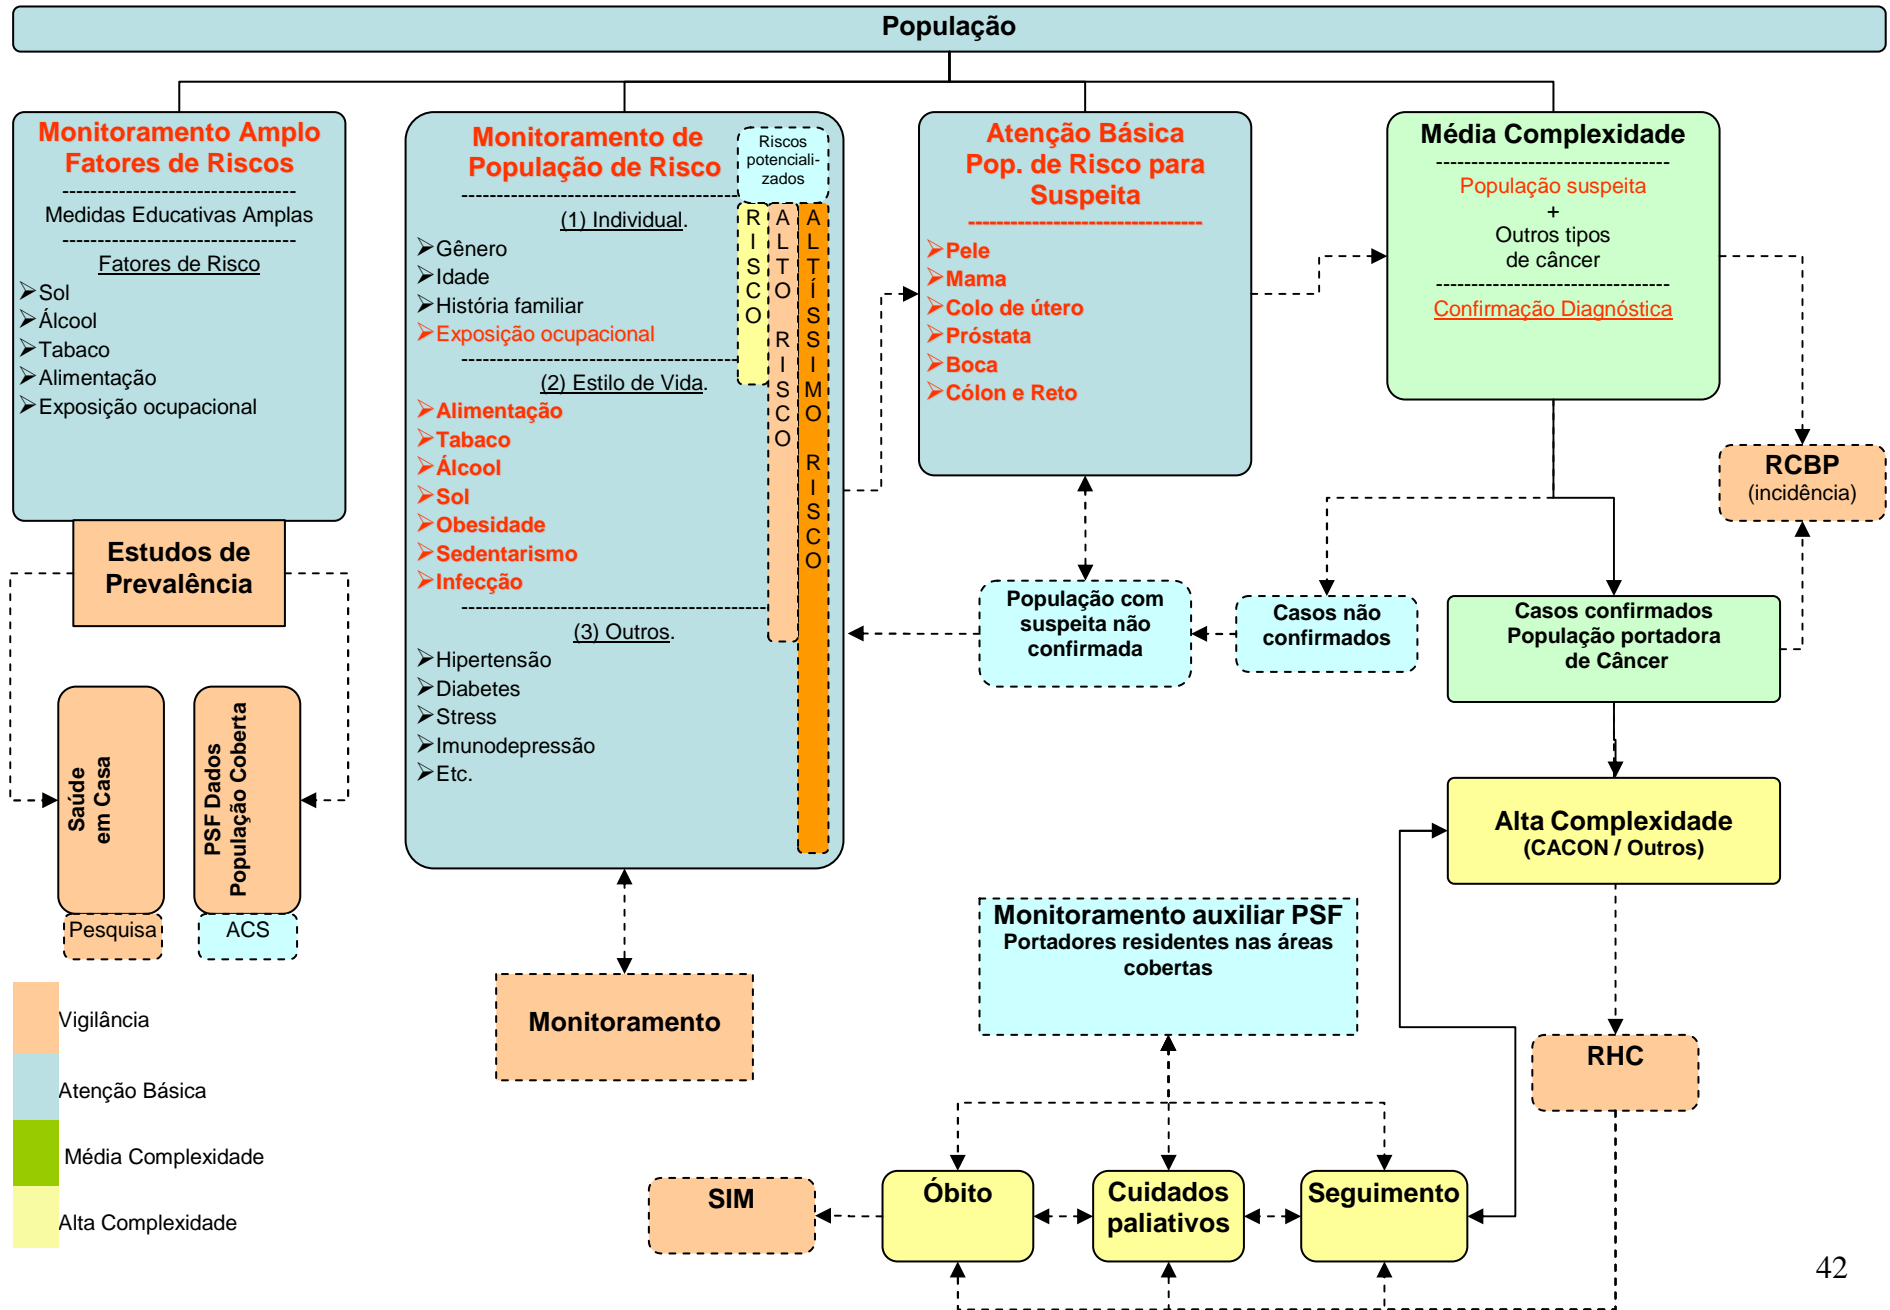 População
Monitoramento Amplo
Fatores de Riscos
Medidas Educativas Amplas
Fatores de Risco
➢Sol
➢Álcool
➢Tabaco
➢Alimentação
➢Exposição ocupacional
Estudos de
Prevalência
Saúde
em Casa
Pesquisa
PSF Dados
População Coberta
ACS
Monitoramento de
População de Risco
Riscos
potenciali-
zados
RISCO
ALTO RISCO
ALTÍSSIMO RISCO
(1) Individual.
➢Gênero
➢Idade
➢História familiar
➢Exposição ocupacional
(2) Estilo de Vida.
➢Alimentação
➢Tabaco
➢Álcool
➢Sol
➢Obesidade
➢Sedentarismo
➢Infecção
(3) Outros.
➢Hipertensão
➢Diabetes
➢Stress
➢Imunodepressão
➢Etc.
Monitoramento
Atenção Básica
Pop. de Risco para
Suspeita
➢Pele
➢Mama
➢Colo de útero
➢Próstata
➢Boca
➢Cólon e Reto
População com
suspeita não
confirmada
Casos não
confirmados
Média Complexidade
População suspeita
+
Outros tipos
de câncer
Confirmação Diagnóstica
RCBP
(incidência)
Casos confirmados
População portadora
de Câncer
Alta Complexidade
(CACON / Outros)
RHC
Monitoramento auxiliar PSF
Portadores residentes nas áreas
cobertas
SIM
Óbito
Cuidados
paliativos
Seguimento
Vigilância
Atenção Básica
Média Complexidade
Alta Complexidade
42